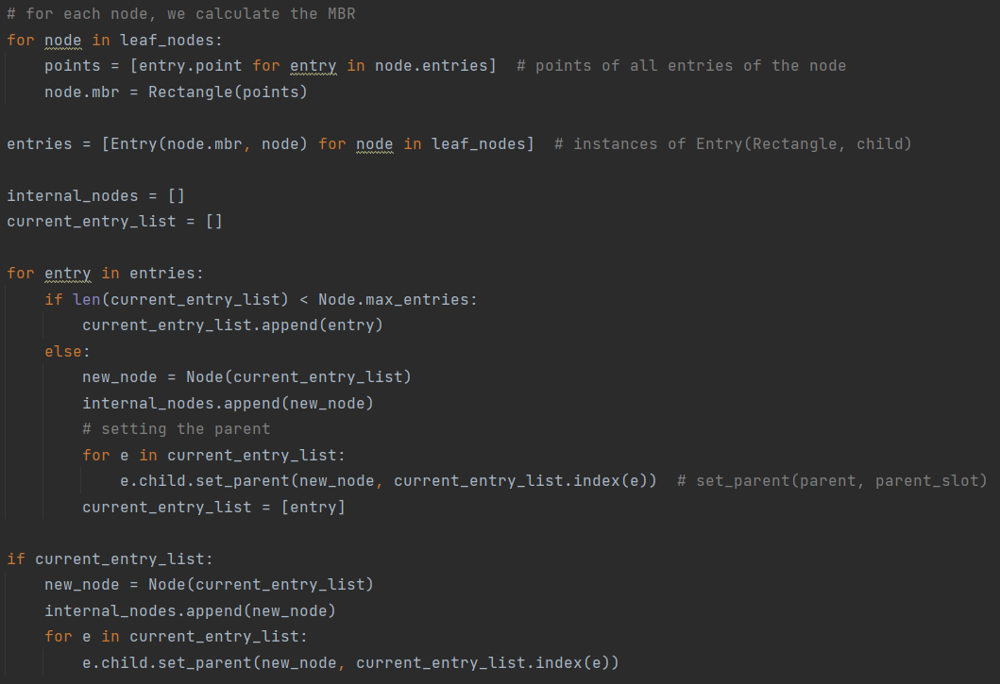 # for each node, we calculate the MBR
for node in leaf_nodes:
    points = [entry.point for entry in node.entries]  # points of all entries of the node
    node.mbr = Rectangle(points)

entries = [Entry(node.mbr, node) for node in leaf_nodes]  # instances of Entry(Rectangle, child)

internal_nodes = []
current_entry_list = []

for entry in entries:
    if len(current_entry_list) < Node.max_entries:
        current_entry_list.append(entry)
    else:
        new_node = Node(current_entry_list)
        internal_nodes.append(new_node)
        # setting the parent
        for e in current_entry_list:
            e.child.set_parent(new_node, current_entry_list.index(e))  # set_parent(parent, parent_slot)
        current_entry_list = [entry]

if current_entry_list:
    new_node = Node(current_entry_list)
    internal_nodes.append(new_node)
    for e in current_entry_list:
        e.child.set_parent(new_node, current_entry_list.index(e))